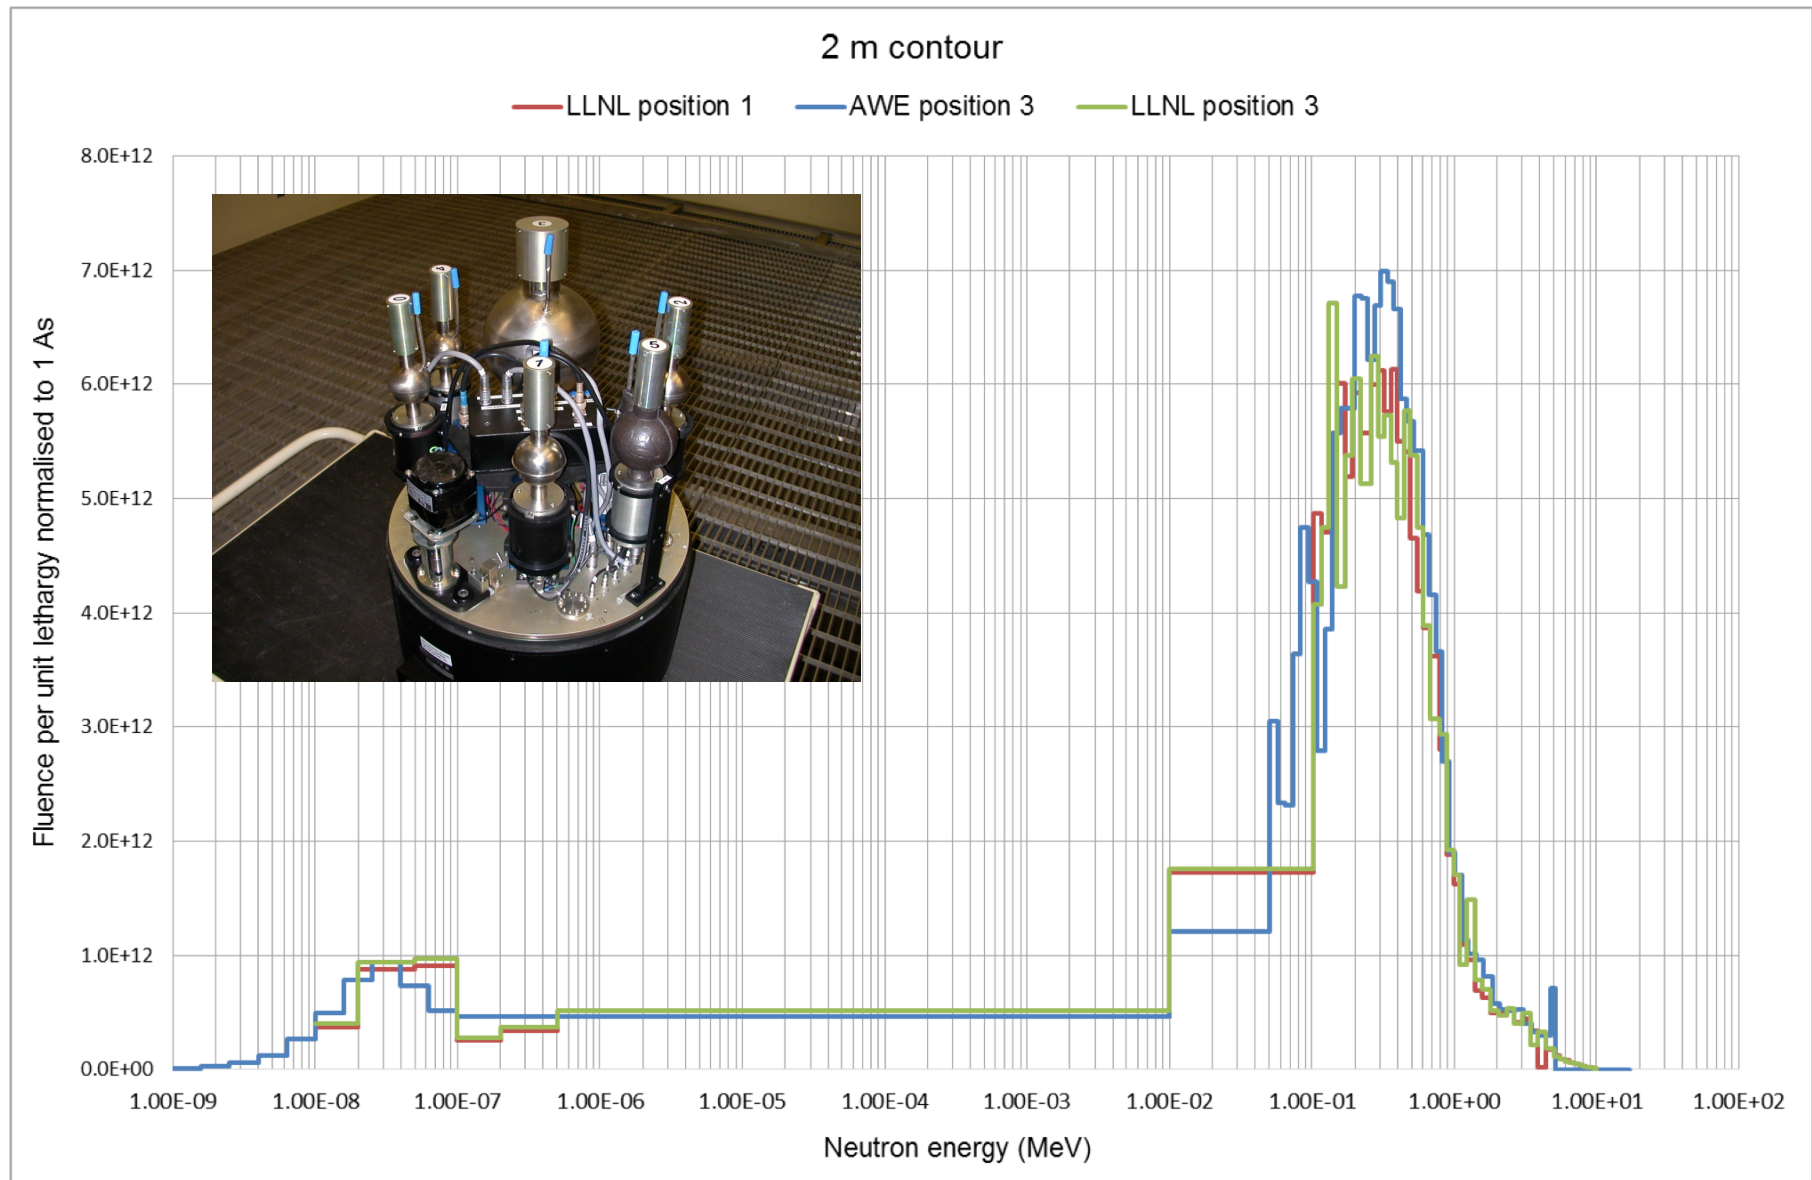 2 m contour
LLNL position 1 AWE position 3 LLNL position 3
Fluence per unit lethargy normalised to 1 As
8.0E+12
7.0E+12
6.0E+12
5.0E+12
4.0E+12
3.0E+12
2.0E+12
1.0E+12
0.0E+00
4
0
2
5
1
1.00E-09 1.00E-08 1.00E-07 1.00E-06 1.00E-05 1.00E-04 1.00E-03 1.00E-02 1.00E-01 1.00E+00 1.00E+01 1.00E+02
Neutron energy (MeV)